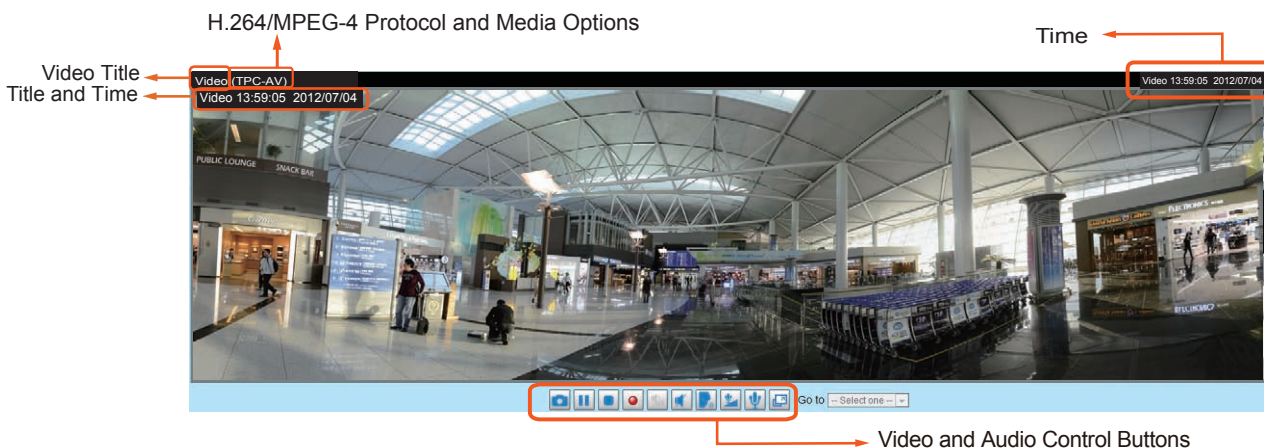 H.264/MPEG-4 Protocol and Media Options
Time
Video Title
Video (TPC-AV)
Video 13:59:05 2012/07/04
Title and Time
Video 13:59:05 2012/07/04
PUBLIC LOUNGE SNACK BAR
ELECTRONICS
Go to -- Select one --
Video and Audio Control Buttons